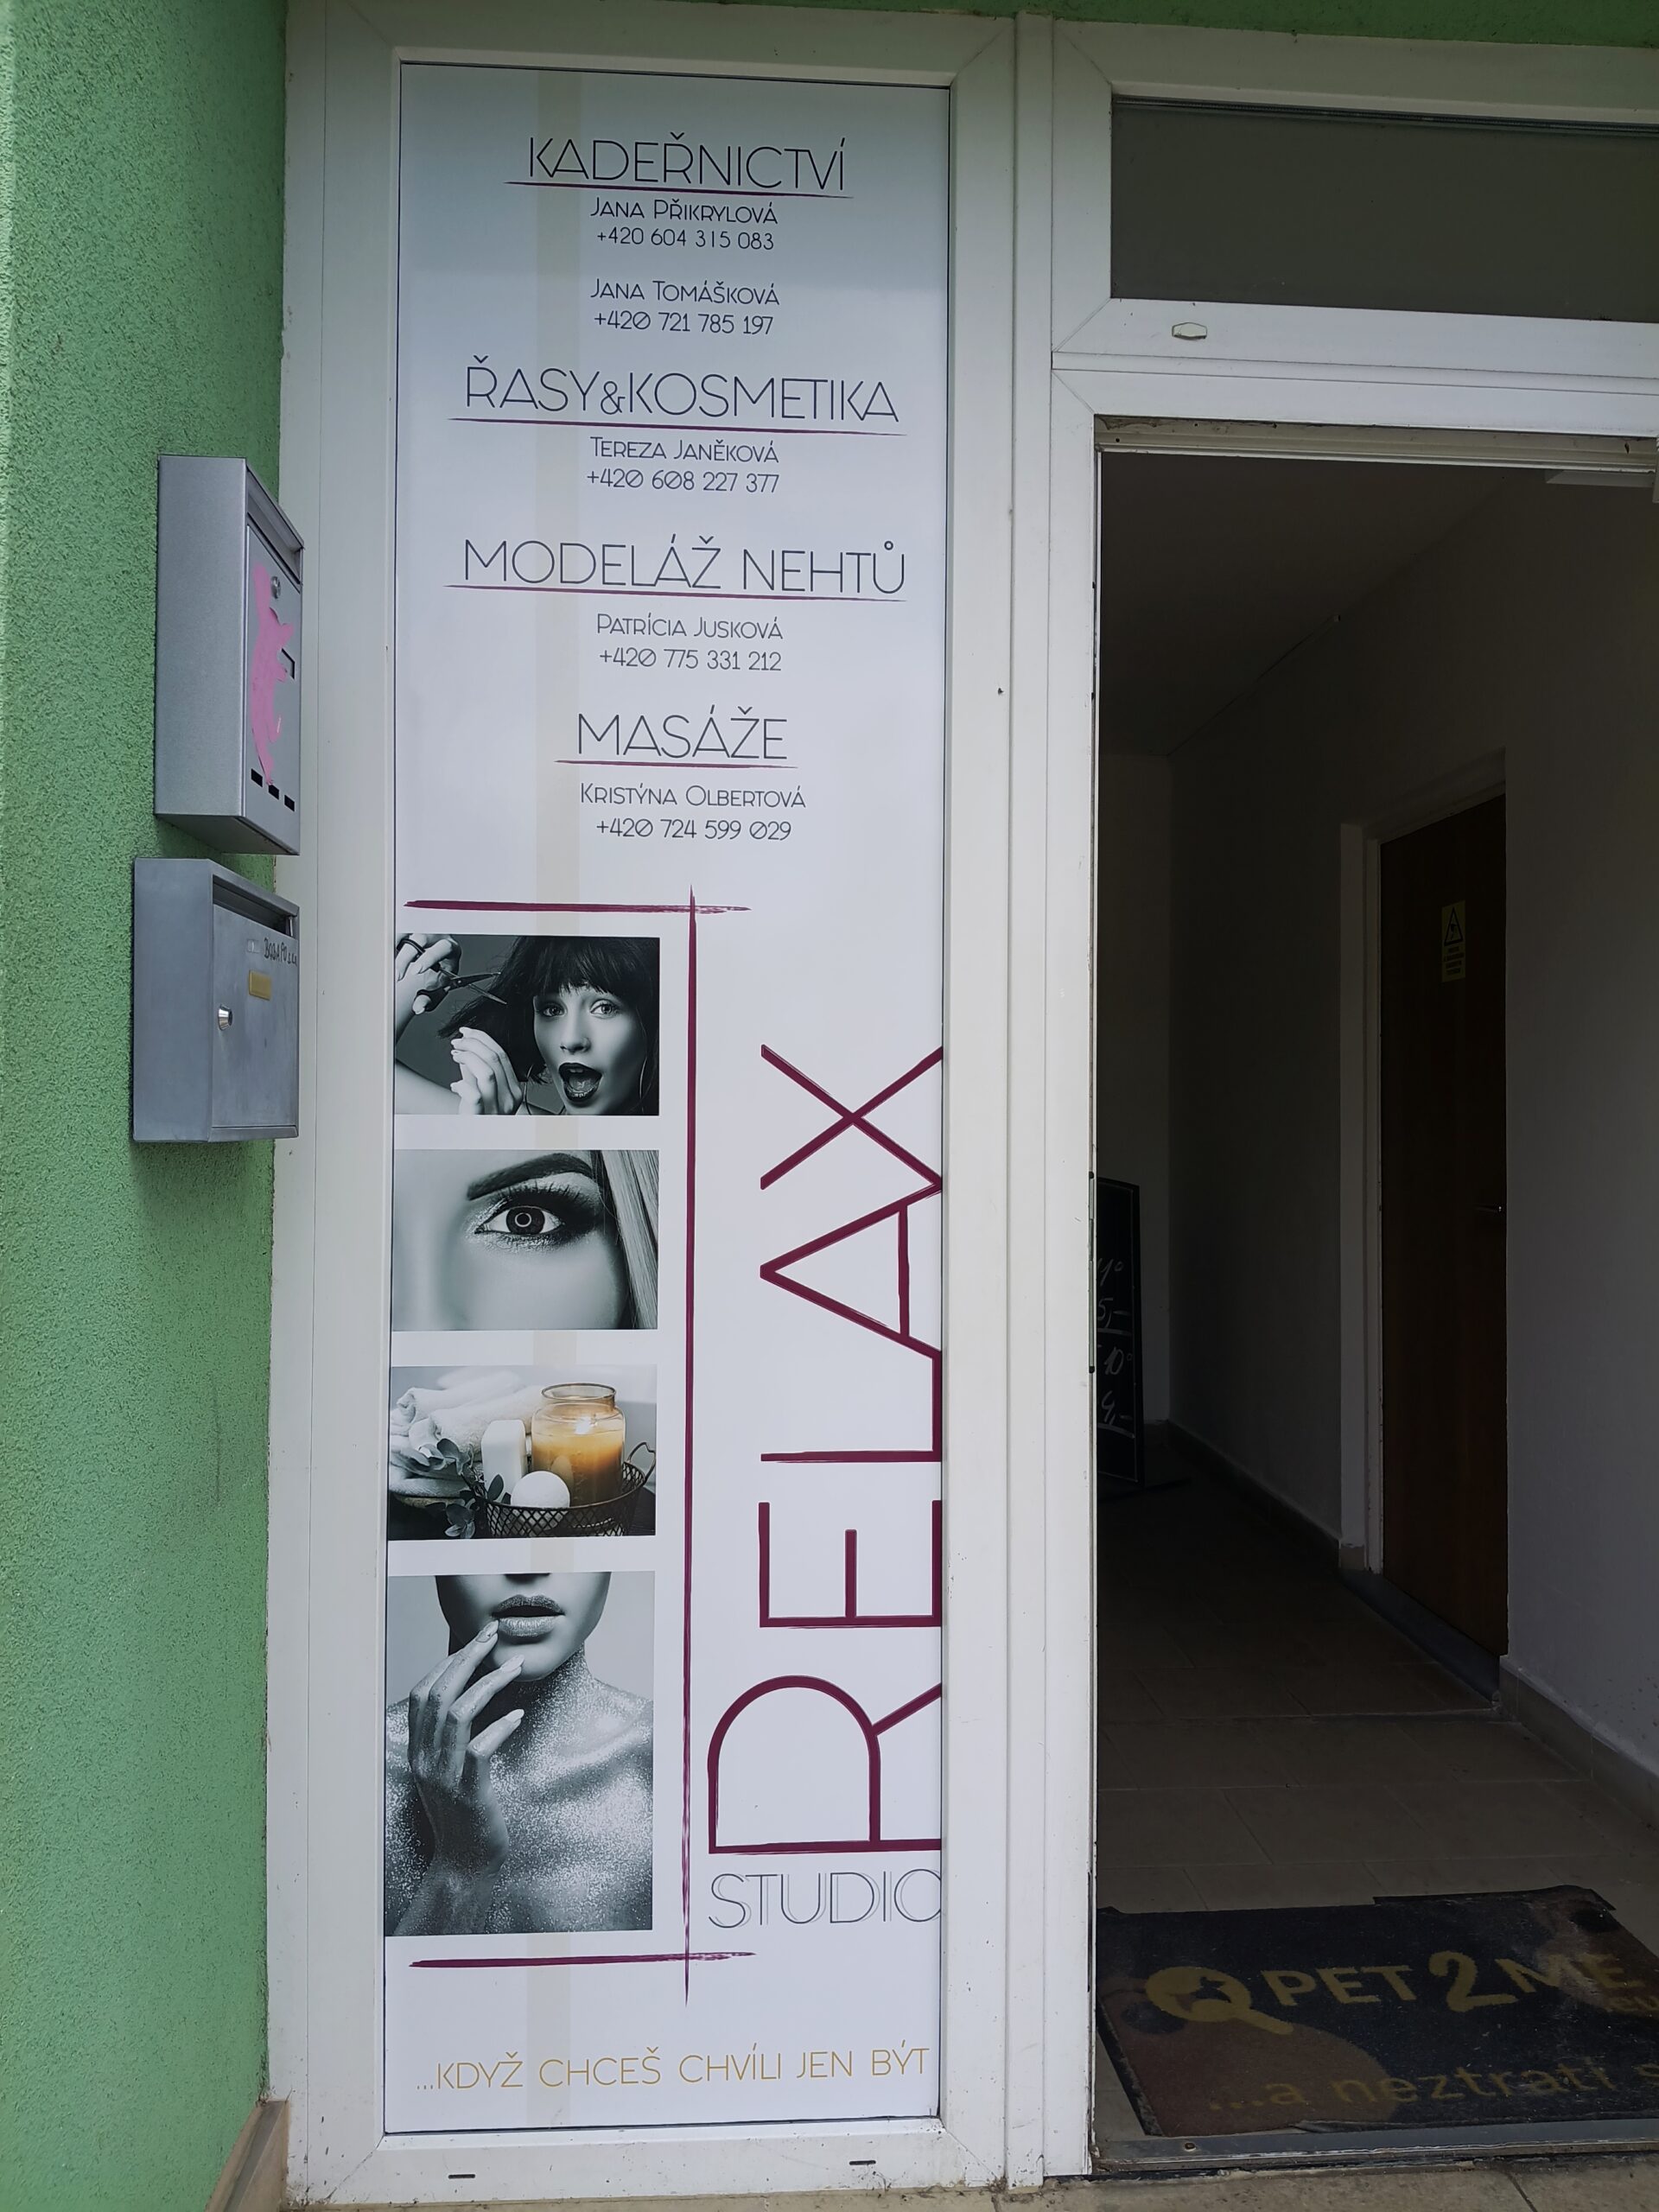 KADEŘNICTVÍ
JANA PŘIKRYLOVÁ
+420 604 315 083
JANA TOMÁŠKOVÁ
+420 721 785 197
ŘASY&KOSMETIKA
TEREZA JANĚKOVÁ
+420 608 227 377
MODELÁŽ NEHTŮ
PATRÍCIA JUSKOVÁ
+420 775 331 212
MASÁŽE
KRISTÝNA OLBERTOVÁ
+420 724 599 029
RELAX
STUDIO
...KDYŽ CHCEŠ CHVÍLI JEN BÝT
PET2ME
...a neztratí s